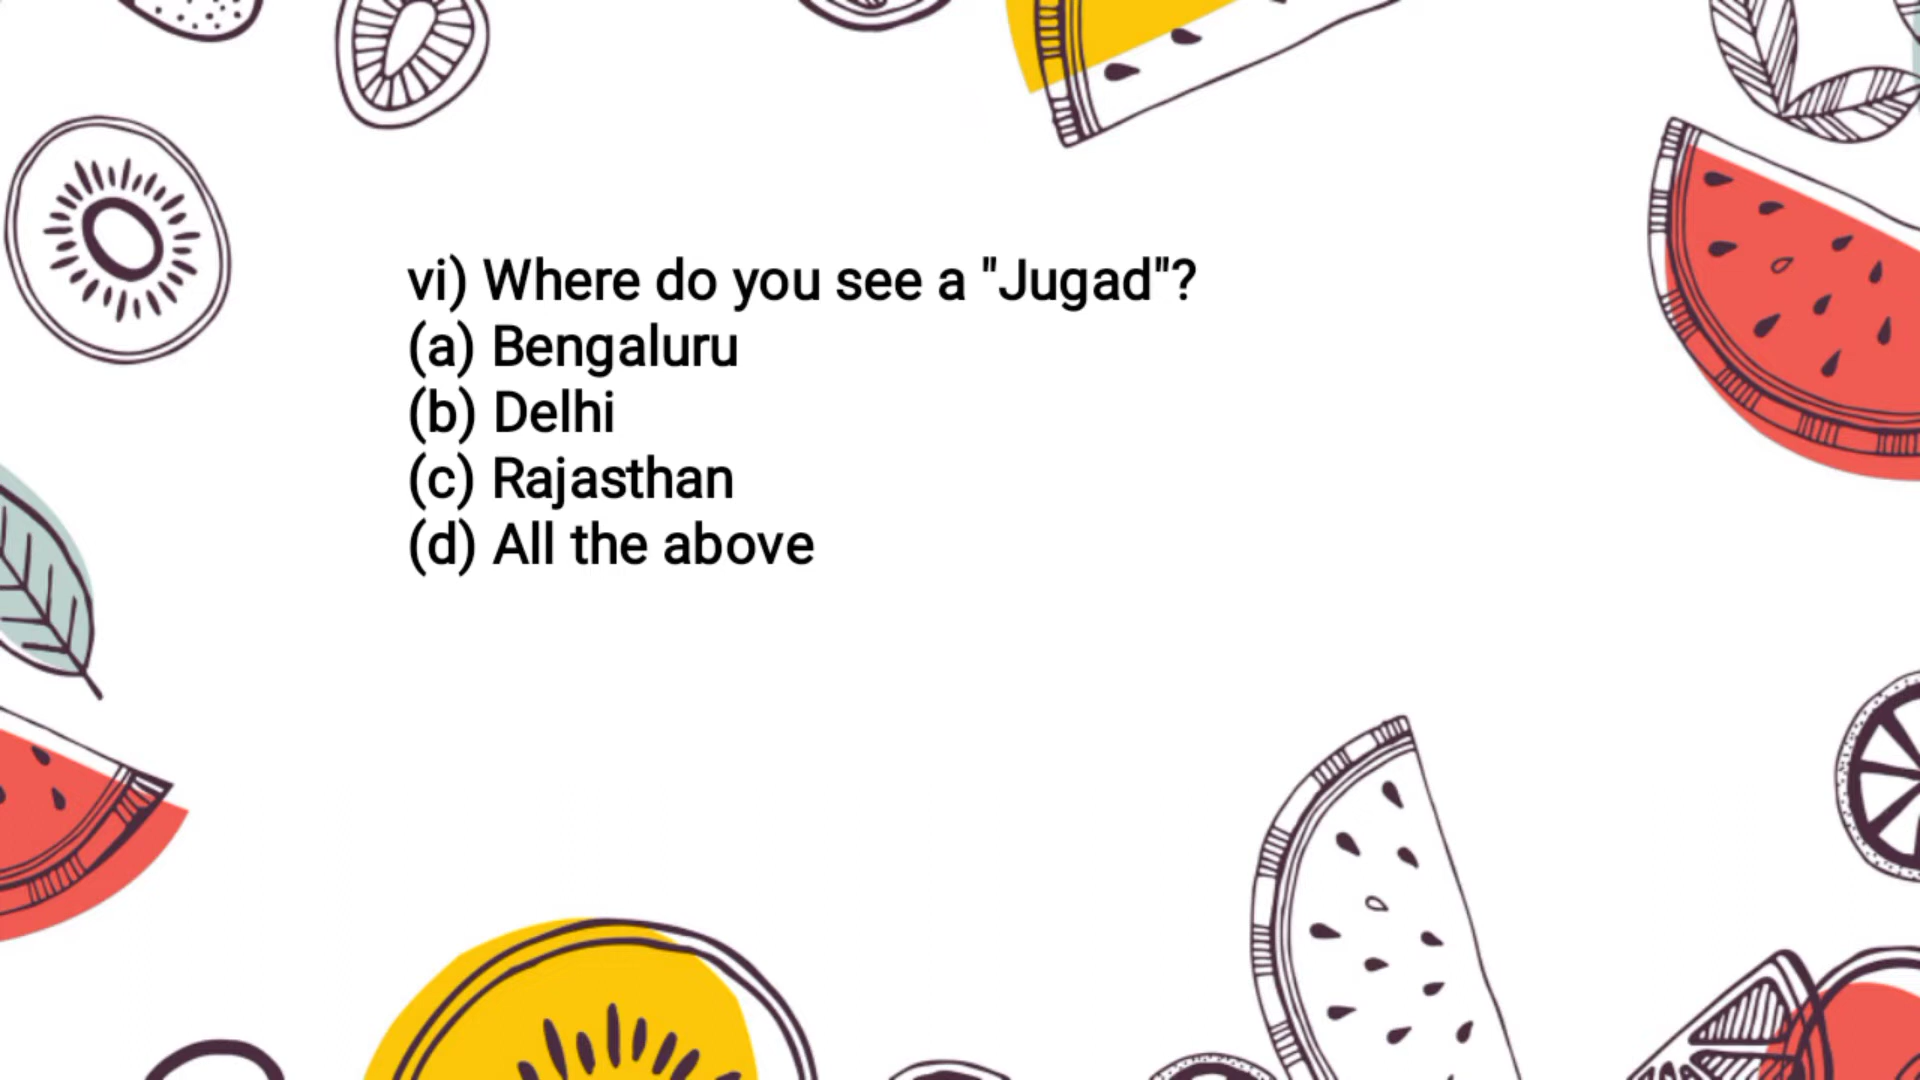 vi) Where do you see a "Jugad"?
(a) Bengaluru
(b) Delhi
(c) Rajasthan
(d) All the above